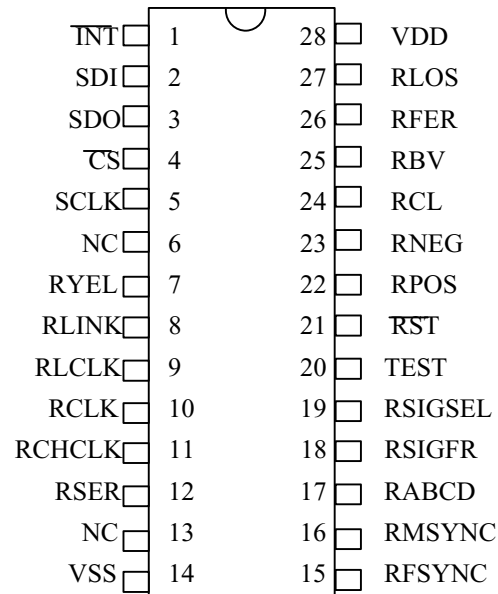 INT 1 28 VDD
SDI 2 27 RLOS
SDO 3 26 RFER
CS 4 25 RBV
SCLK 5 24 RCL
NC 6 23 RNEG
RYEL 7 22 RPOS
RLINK 8 21 RST
RLCLK 9 20 TEST
RCLK 10 19 RSIGSEL
RCHCLK 11 18 RSIGFR
RSER 12 17 RABCD
NC 13 16 RMSYNC
VSS 14 15 RFSYNC